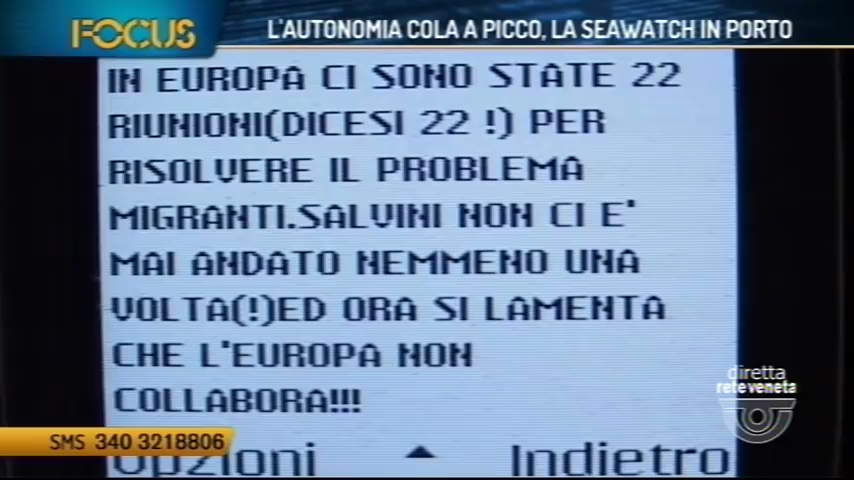 FOCUS
L'AUTONOMIA COLA A PICCO, LA SEAWATCH IN PORTO
IN EUROPA CI SONO STATE 22
RIUNIONI(DICESI 22 !) PER
RISOLVERE IL PROBLEMA
MIGRANTI.SALVINI NON CI E'
MAI ANDATO NEMMENO UNA
VOLTA(!)ED ORA SI LAMENTA
CHE L'EUROPA NON
COLLABORA!!!
diretta
reteveneta
SMS 340 3218806
Opzioni Indietro